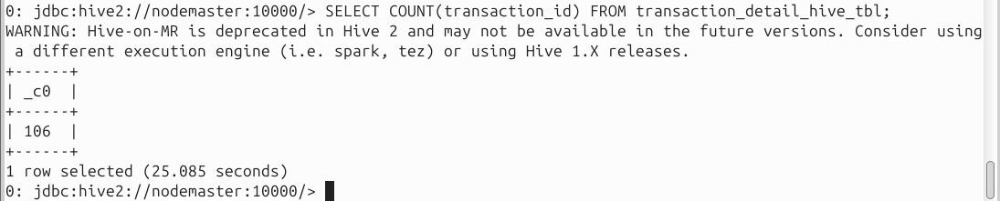 0: jdbc:hive2://nodemaster:10000/> SELECT COUNT(transaction_id) FROM transaction_detail_hive_tbl;
WARNING: Hive-on-MR is deprecated in Hive 2 and may not be available in the future versions. Consider using
 a different execution engine (i.e. spark, tez) or using Hive 1.X releases.
+------+
| _c0  |
+------+
| 106  |
+------+
1 row selected (25.085 seconds)
0: jdbc:hive2://nodemaster:10000/>